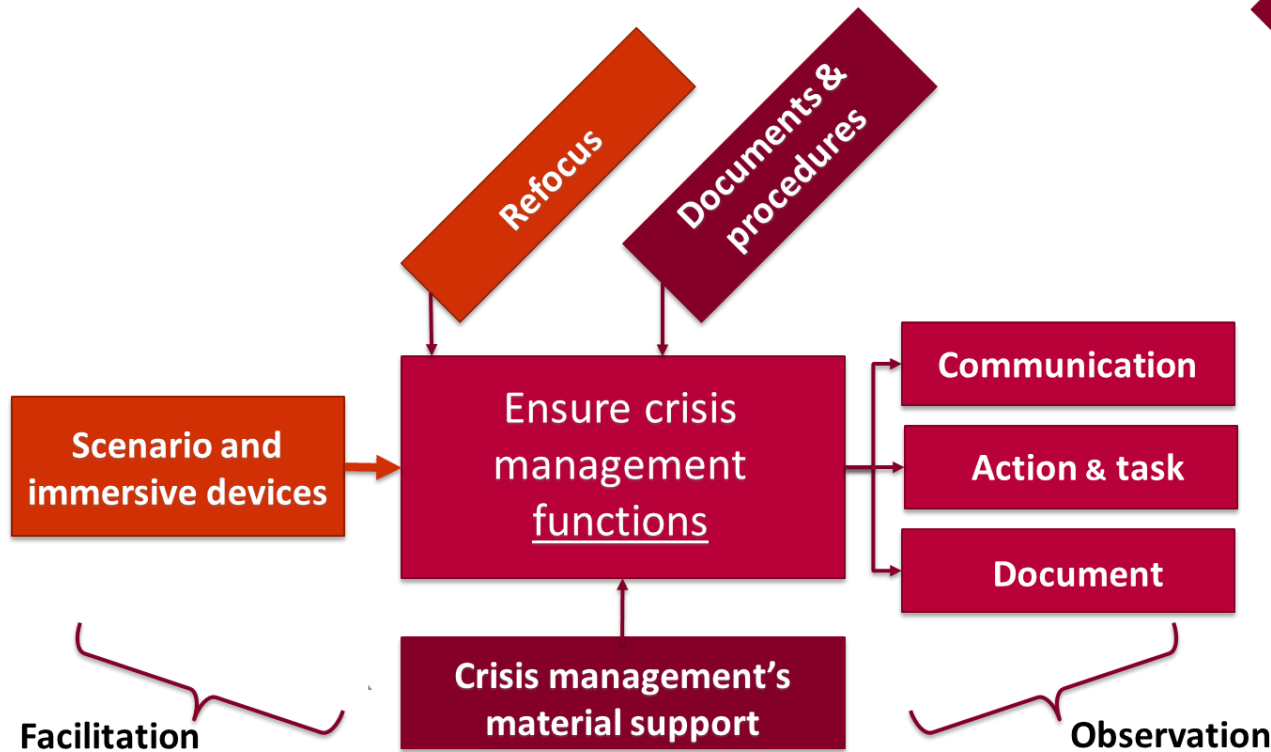 Refocus
Documents &
procedures
Scenario and
immersive devices
Ensure crisis
management
functions
Communication
Action & task
Document
Crisis management’s
material support
Facilitation
Observation